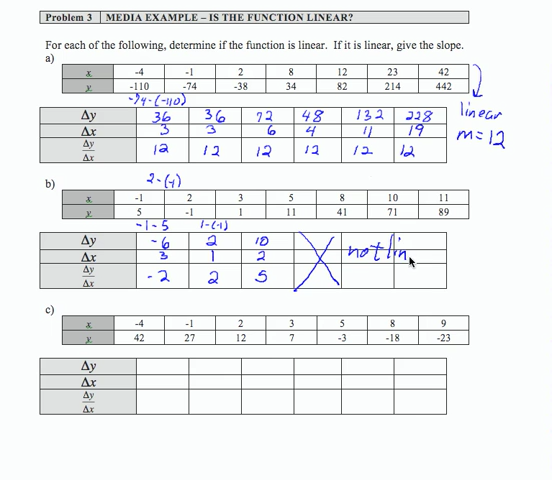 Problem 3 MEDIA EXAMPLE – IS THE FUNCTION LINEAR?
For each of the following, determine if the function is linear. If it is linear, give the slope.
a)
x -4 -1 2 8 12 23 42
y -110 -74 -38 34 82 214 442
-74-(-110)
linear
m=12
Δy 36 36 72 48 132 228
Δx 3 3 6 4 11 19
Δy/Δx 12 12 12 12 12 12
2-(-1)
b)
x -1 2 3 5 8 10 11
y 5 -1 1 11 41 71 89
-1-5 1-(-1)
Δy -6 2 10 not lin
Δx 3 1 2
Δy/Δx -2 2 5
c)
x -4 -1 2 3 5 8 9
y 42 27 12 7 -3 -18 -23
Δy
Δx
Δy/Δx